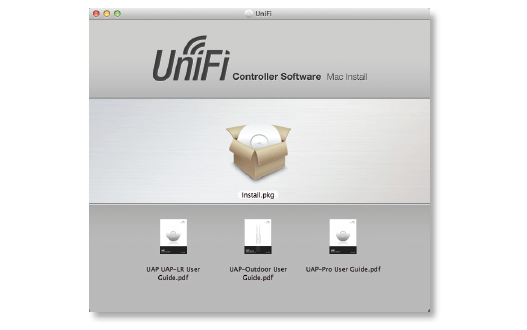 UniFi
UniFi Controller Software Mac Install
Install.pkg
UAP UAP-LR User
Guide.pdf
UAP-Outdoor User
Guide.pdf
UAP-Pro User Guide.pdf